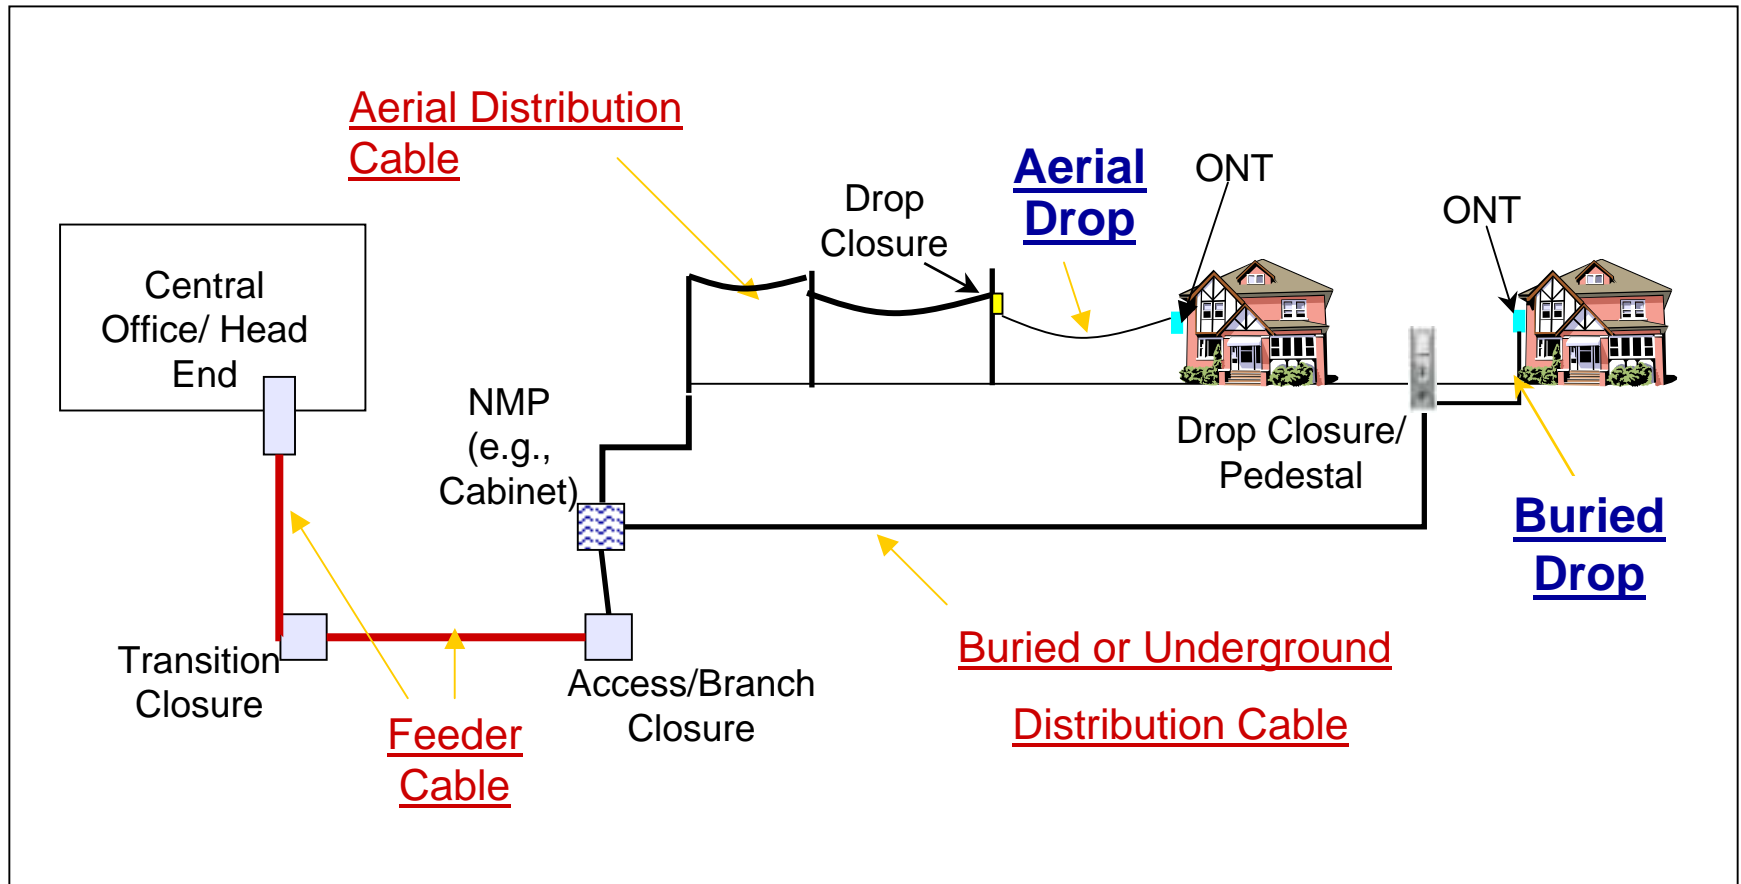 Aerial Distribution
Cable
Aerial
Drop
ONT
Drop
Closure
ONT
Central
Office/ Head
End
NMP
(e.g.,
Cabinet)
Drop Closure/
Pedestal
Buried
Drop
Transition
Closure
Access/Branch
Closure
Buried or Underground
Distribution Cable
Feeder
Cable